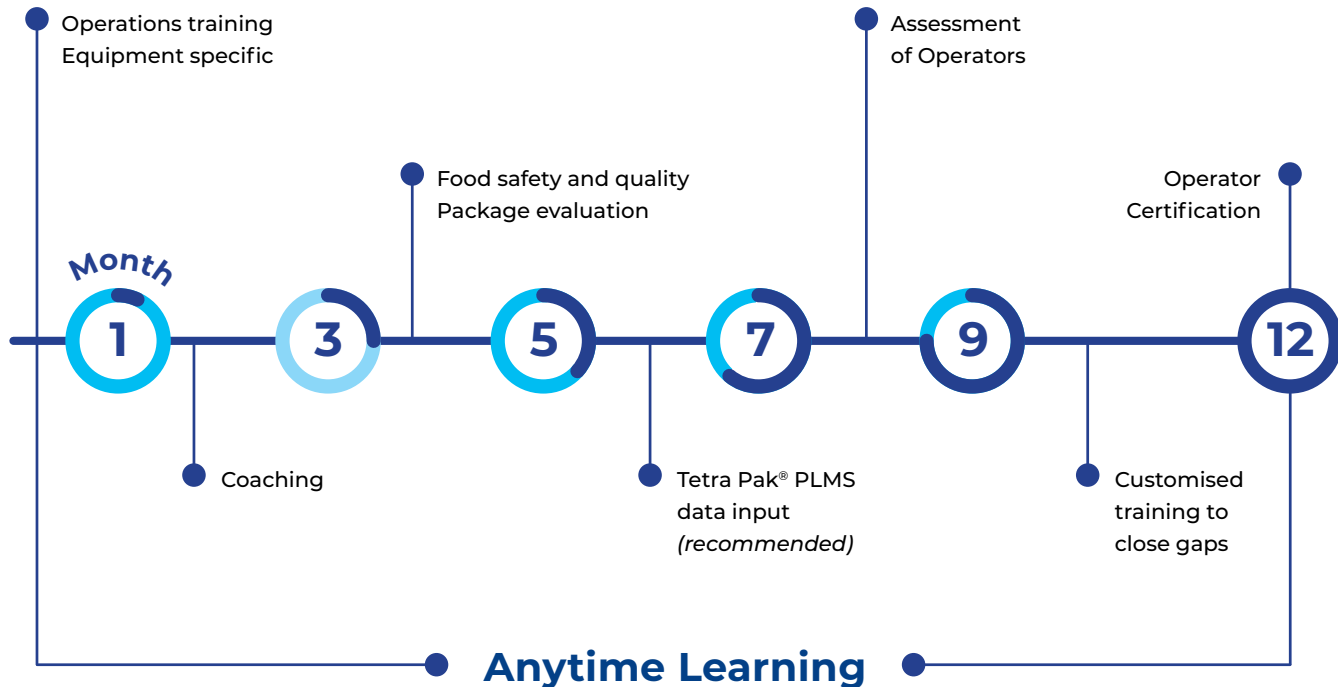 Operations training
Equipment specific
Assessment
of Operators
Food safety and quality
Package evaluation
Operator
Certification
Month
1
3
5
7
9
12
Coaching
Tetra Pak® PLMS
data input
(recommended)
Customised
training to
close gaps
Anytime Learning